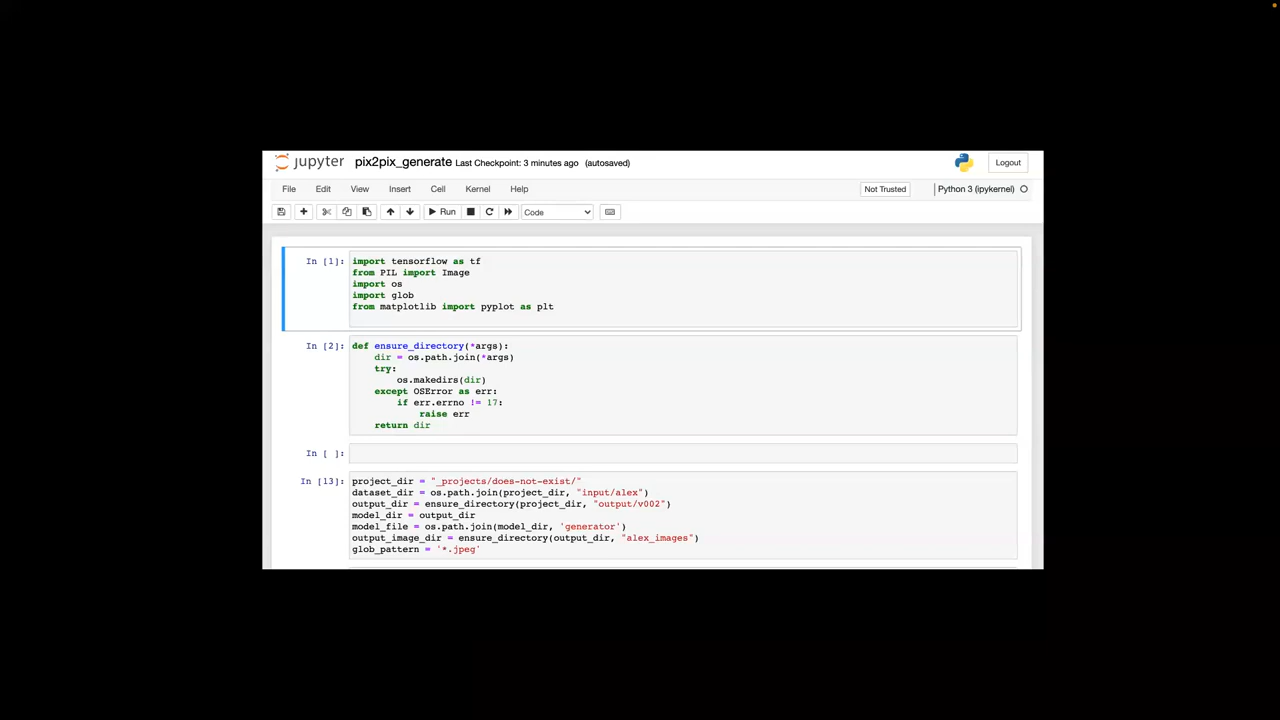 jupyter pix2pix_generate Last Checkpoint: 3 minutes ago (autosaved) Logout
File Edit View Insert Cell Kernel Help Not Trusted Python 3 (ipykernel)
Run Code
In [1]: import tensorflow as tf
from PIL import Image
import os
import glob
from matplotlib import pyplot as plt
In [2]: def ensure_directory(*args):
dir = os.path.join(*args)
try:
os.makedirs(dir)
except OSError as err:
if err.errno != 17:
raise err
return dir
In [ ]:
In [13]: project_dir = "_projects/does-not-exist/"
dataset_dir = os.path.join(project_dir, "input/alex")
output_dir = ensure_directory(project_dir, "output/v002")
model_dir = output_dir
model_file = os.path.join(model_dir, 'generator')
output_image_dir = ensure_directory(output_dir, "alex_images")
glob_pattern = '*.jpeg'